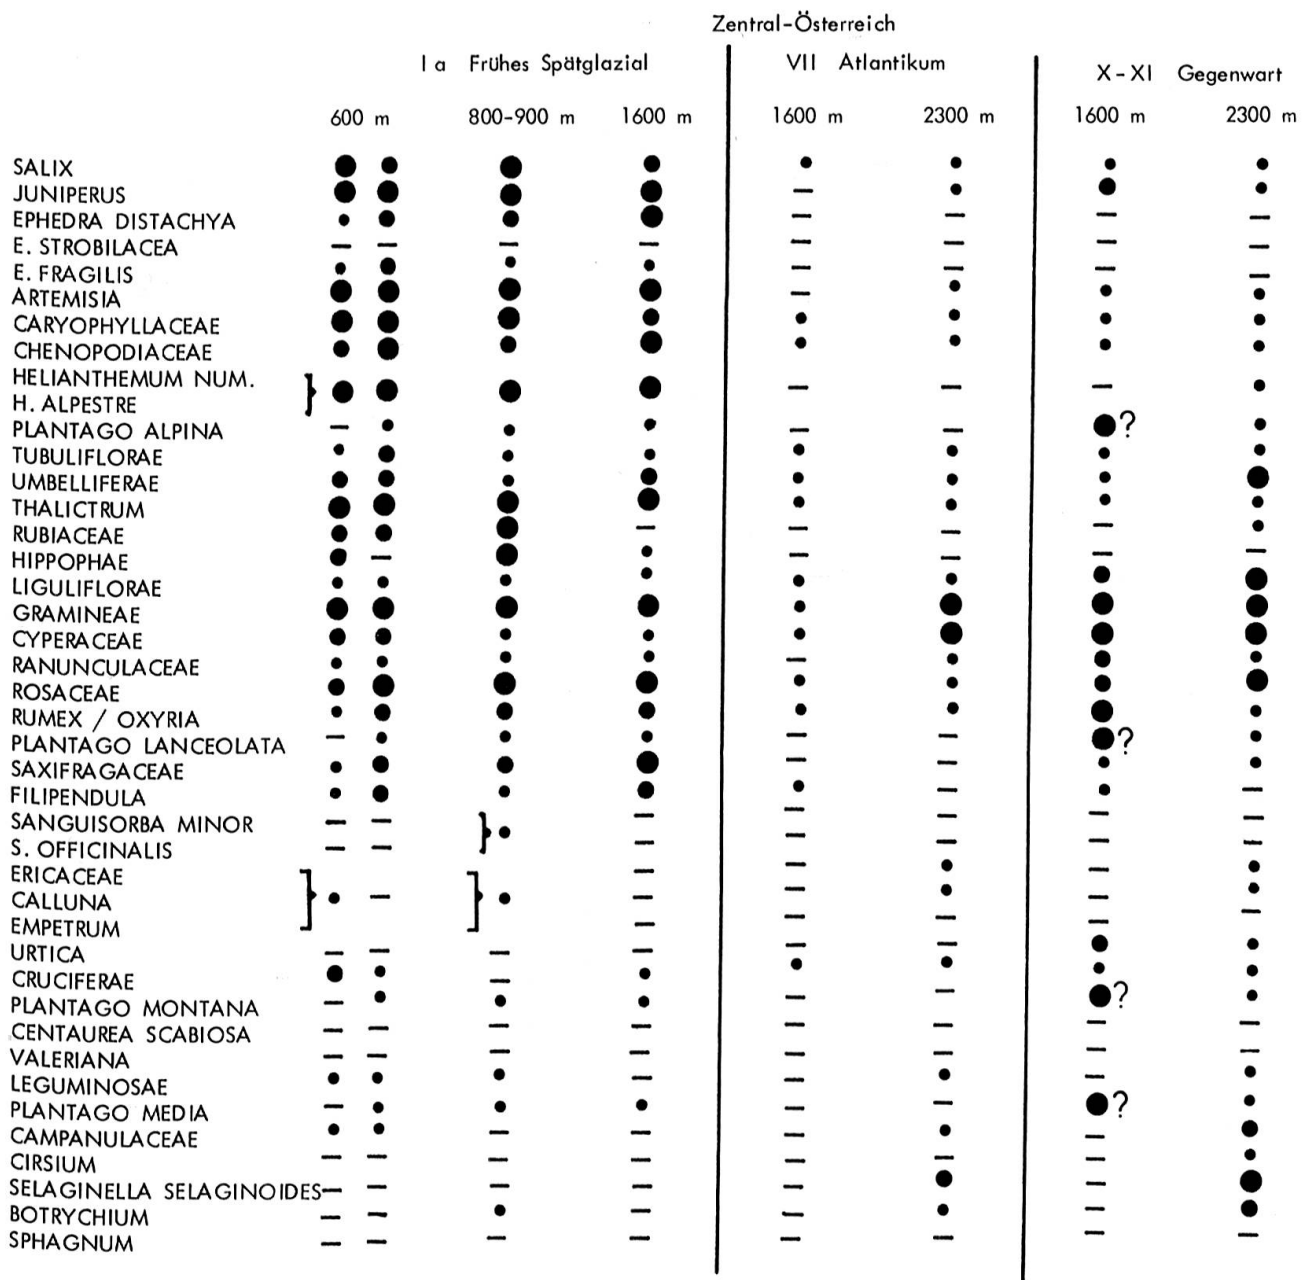 Zentral-Österreich
I a Frühes Spätglazial VII Atlantikum X-XI Gegenwart
600 m 800-900 m 1600 m 1600 m 2300 m 1600 m 2300 m
SALIX
JUNIPERUS
EPHEDRA DISTACHYA
E. STROBILACEA
E. FRAGILIS
ARTEMISIA
CARYOPHYLLACEAE
CHENOPODIACEAE
HELIANTHEMUM NUM.
H. ALPESTRE
PLANTAGO ALPINA ?
TUBULIFLORAE
UMBELLIFERAE
THALICTRUM
RUBIACEAE
HIPPOPHAE
LIGULIFLORAE
GRAMINEAE
CYPERACEAE
RANUNCULACEAE
ROSACEAE
RUMEX / OXYRIA
PLANTAGO LANCEOLATA ?
SAXIFRAGACEAE
FILIPENDULA
SANGUISORBA MINOR
S. OFFICINALIS
ERICACEAE
CALLUNA
EMPETRUM
URTICA
CRUCIFERAE
PLANTAGO MONTANA ?
CENTAUREA SCABIOSA
VALERIANA
LEGUMINOSAE
PLANTAGO MEDIA ?
CAMPANULACEAE
CIRSIUM
SELAGINELLA SELAGINOIDES
BOTRYCHIUM
SPHAGNUM